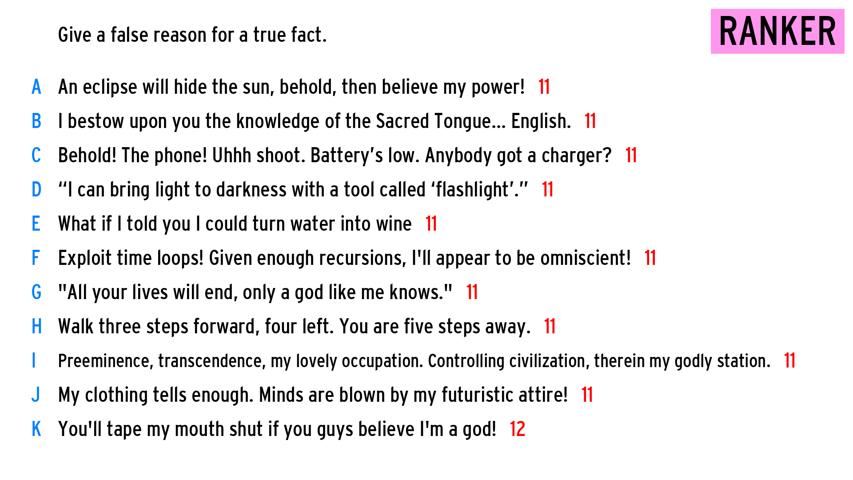 Give a false reason for a true fact.
RANKER
A An eclipse will hide the sun, behold, then believe my power! 11
B I bestow upon you the knowledge of the Sacred Tongue... English. 11
C Behold! The phone! Uhhh shoot. Battery's low. Anybody got a charger? 11
D “I can bring light to darkness with a tool called ‘flashlight’.” 11
E What if I told you I could turn water into wine 11
F Exploit time loops! Given enough recursions, I'll appear to be omniscient! 11
G "All your lives will end, only a god like me knows." 11
H Walk three steps forward, four left. You are five steps away. 11
I Preeminence, transcendence, my lovely occupation. Controlling civilization, therein my godly station. 11
J My clothing tells enough. Minds are blown by my futuristic attire! 11
K You'll tape my mouth shut if you guys believe I'm a god! 12